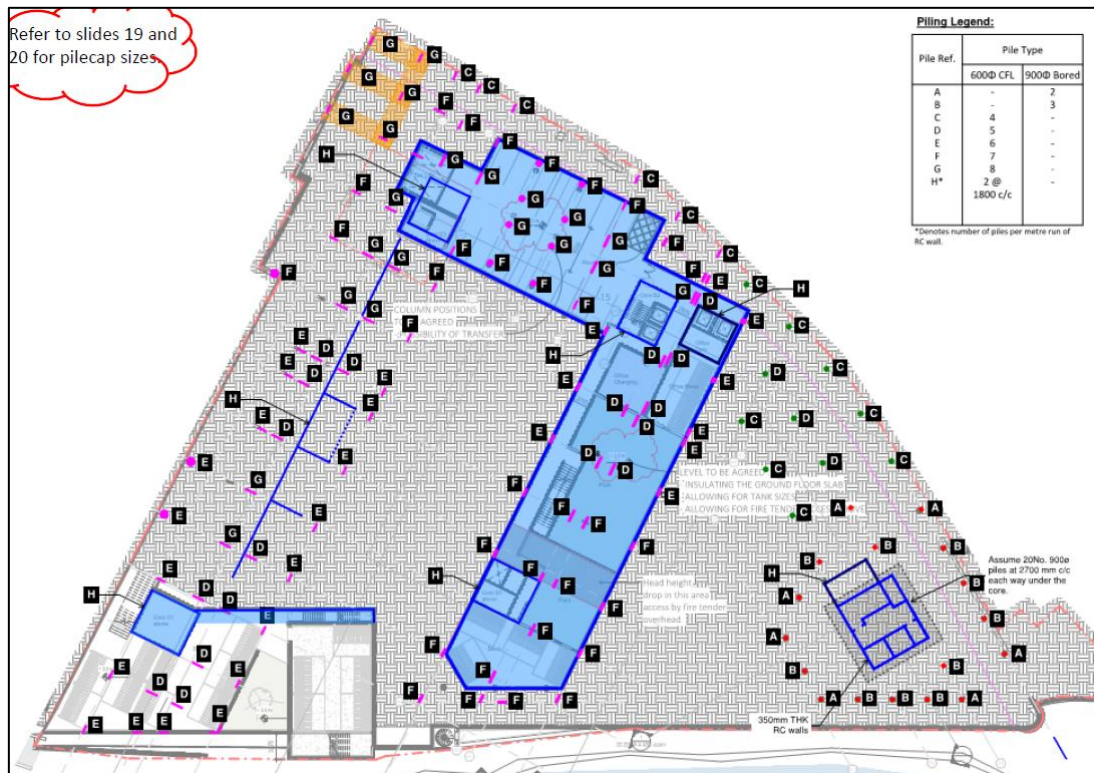 Refer to slides 19 and
20 for pilecap sizes.
Piling Legend:
Pile Ref.
Pile Type
600Φ CFL
900Φ Bored
A - 2
B - 3
C 4 -
D 5 -
E 6 -
F 7 -
G 8 -
H* 2 @ -
1800 c/c
*Denotes number of piles per metre run of
RC wall.
G
G
C
G
C
G
F
C
G
G
F
F
H
G
F
G
F
C
F
G
G
F
C
G
F
F
G
G
F
C
G
F
F
F
E
C
G
D
H
COLUMN POSITIONS
AGREED
IBILITY OF TRANSFER
F
E
C
E
D
H
D
D
C
E
D
D
E
E
E
D
C
H
E
D
D
D
E
C
D
C
E
D
D
E
D
C
LEVEL TO BE AGREED
INSULATING THE GROUND FLOOR SLAB
ALLOWING FOR TANK SIZES
ALLOWING FOR FIRE TENDE
E
G
F
E
C
A
A
E
F
F
G
D
E
F
F
B
B
B
Assume 20No. 900ø
piles at 2700 mm c/c
each way under the
core.
H
Head height
drop in this area
access by fire tender
overhead
E
D
D
H
E
F
F
F
H
A
B
B
A
A
E
D
D
D
E
F
F
F
F
F
F
F
B
B
A
B
B
B
A
E
E
E
E
350mm THK
RC walls